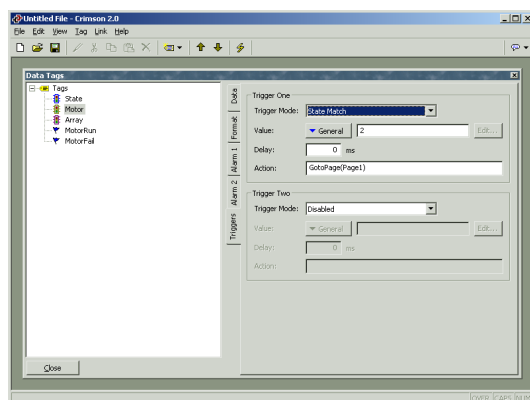 Untitled File - Crimson 2.0
File Edit View Tag Link Help
Data Tags
Tags
State
Motor
Array
MotorRun
MotorFail
Data
Format
Alarm 1
Alarm 2
Triggers
Trigger One
Trigger Mode: State Match
Value: General 2 Edit...
Delay: 0 ms
Action: GotoPage(Page1)
Trigger Two
Trigger Mode: Disabled
Value: General Edit...
Delay: 0 ms
Action:
Close
OVER CAPS NUM